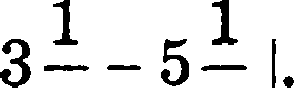 1 1
3— – 5— |.